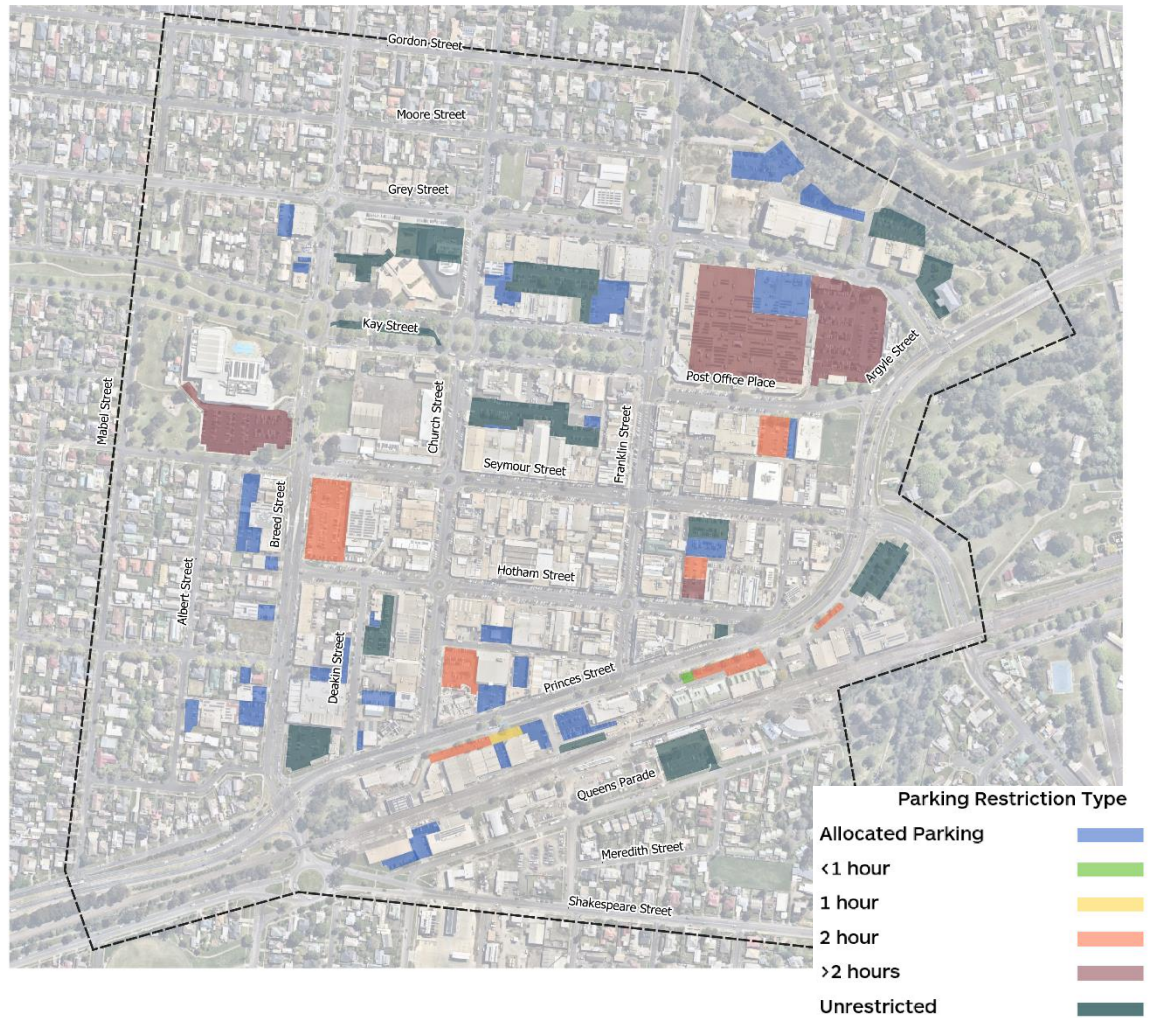 Gordon Street
Moore Street
Grey Street
Kay Street
Post Office Place
Argyle Street
Mabel Street
Church Street
Franklin Street
Seymour Street
Breed Street
Hotham Street
Albert Street
Deakin Street
Princes Street
Queens Parade
Meredith Street
Shakespeare Street
Parking Restriction Type
Allocated Parking
<1 hour
1 hour
2 hour
>2 hours
Unrestricted